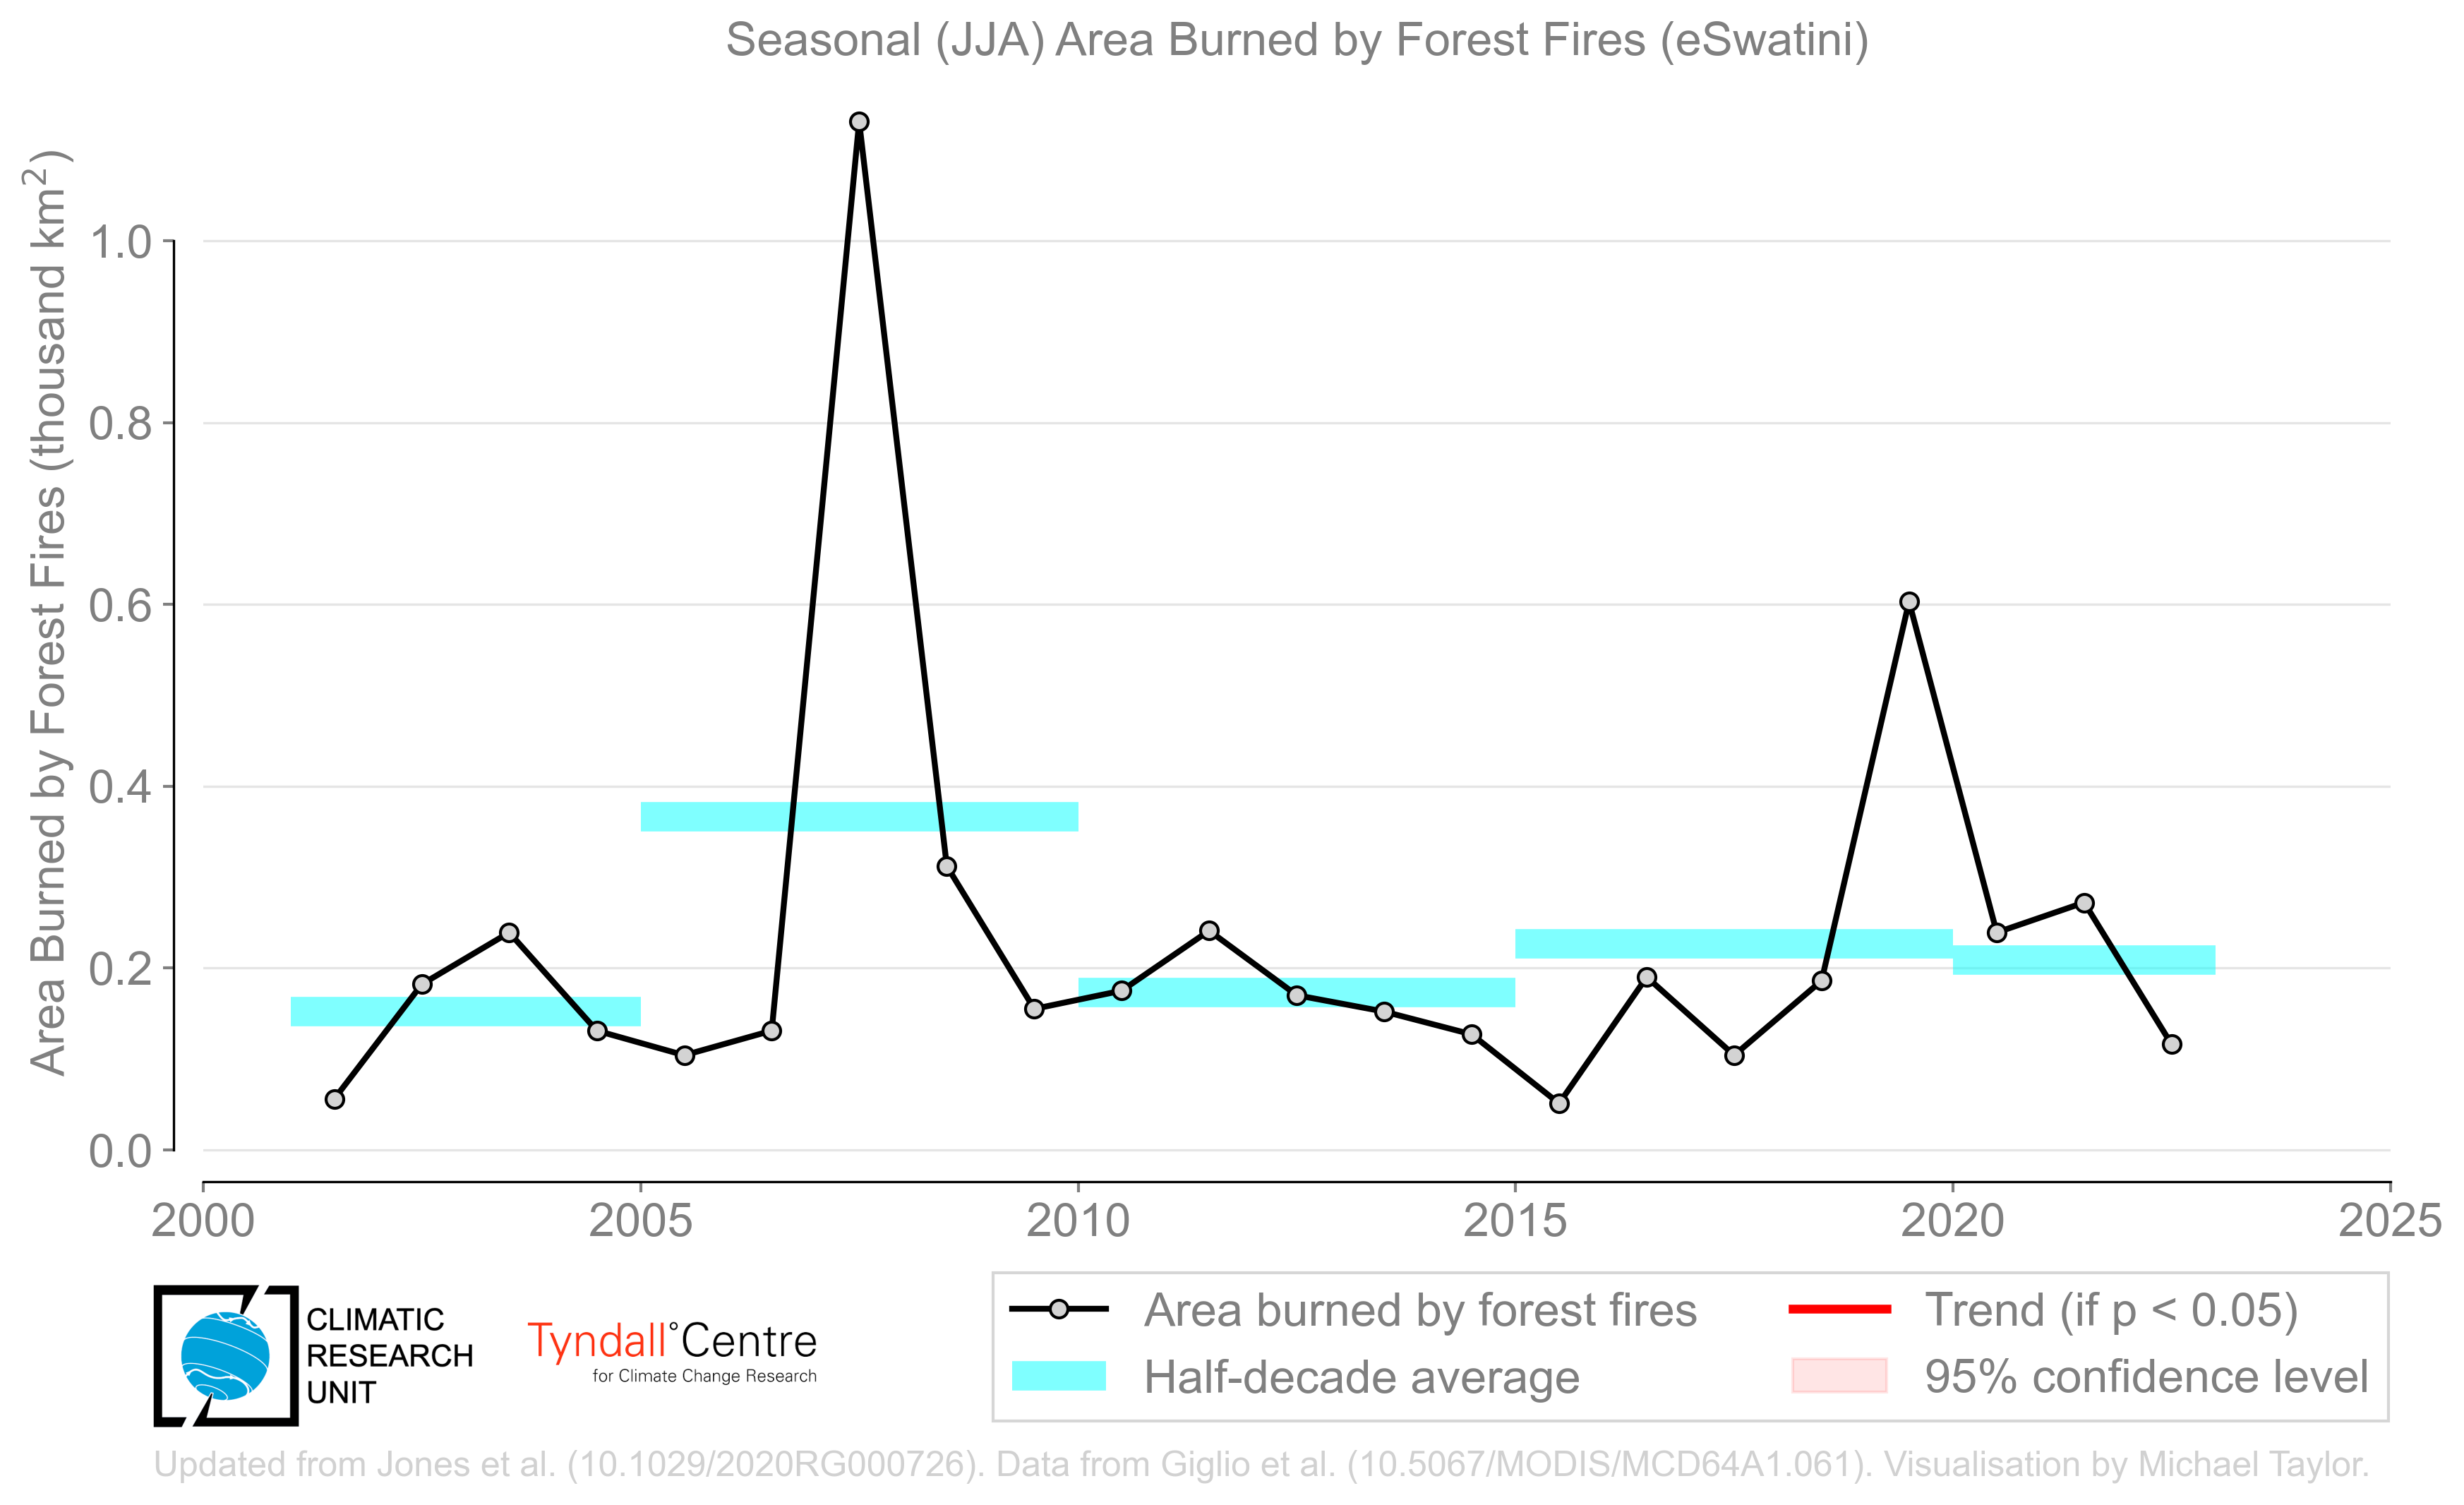 Seasonal (JJA) Area Burned by Forest Fires (eSwatini)
Area Burned by Forest Fires (thousand km²)
1.0
0.8
0.6
0.4
0.2
0.0
2000 2005 2010 2015 2020 2025
CLIMATIC
RESEARCH
UNIT
Tyndall°Centre
for Climate Change Research
Area burned by forest fires
Half-decade average
Trend (if p < 0.05)
95% confidence level
Updated from Jones et al. (10.1029/2020RG000726). Data from Giglio et al. (10.5067/MODIS/MCD64A1.061). Visualisation by Michael Taylor.